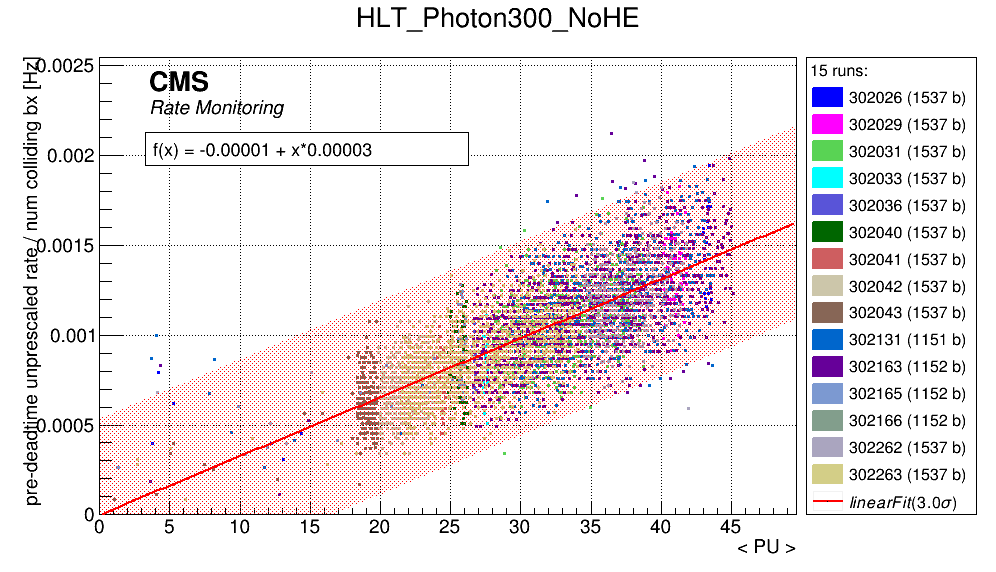 HLT_Photon300_NoHE
pre-deadtime unprescaled rate / num colliding bx [Hz]
0.0025
0.002
0.0015
0.001
0.0005
0
CMS
Rate Monitoring
f(x) = -0.00001 + x*0.00003
0 5 10 15 20 25 30 35 40 45
< PU >
15 runs:
302026 (1537 b)
302029 (1537 b)
302031 (1537 b)
302033 (1537 b)
302036 (1537 b)
302040 (1537 b)
302041 (1537 b)
302042 (1537 b)
302043 (1537 b)
302131 (1151 b)
302163 (1152 b)
302165 (1152 b)
302166 (1152 b)
302262 (1537 b)
302263 (1537 b)
linearFit(3.0σ)